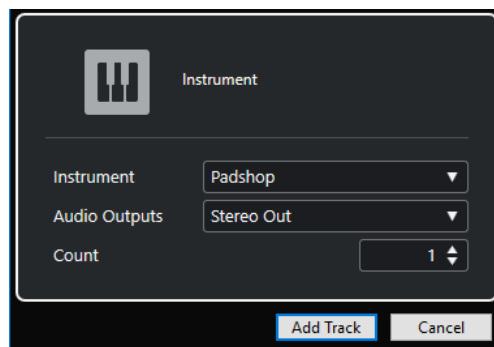 Instrument
Instrument Padshop
Audio Outputs Stereo Out
Count 1
Add Track Cancel